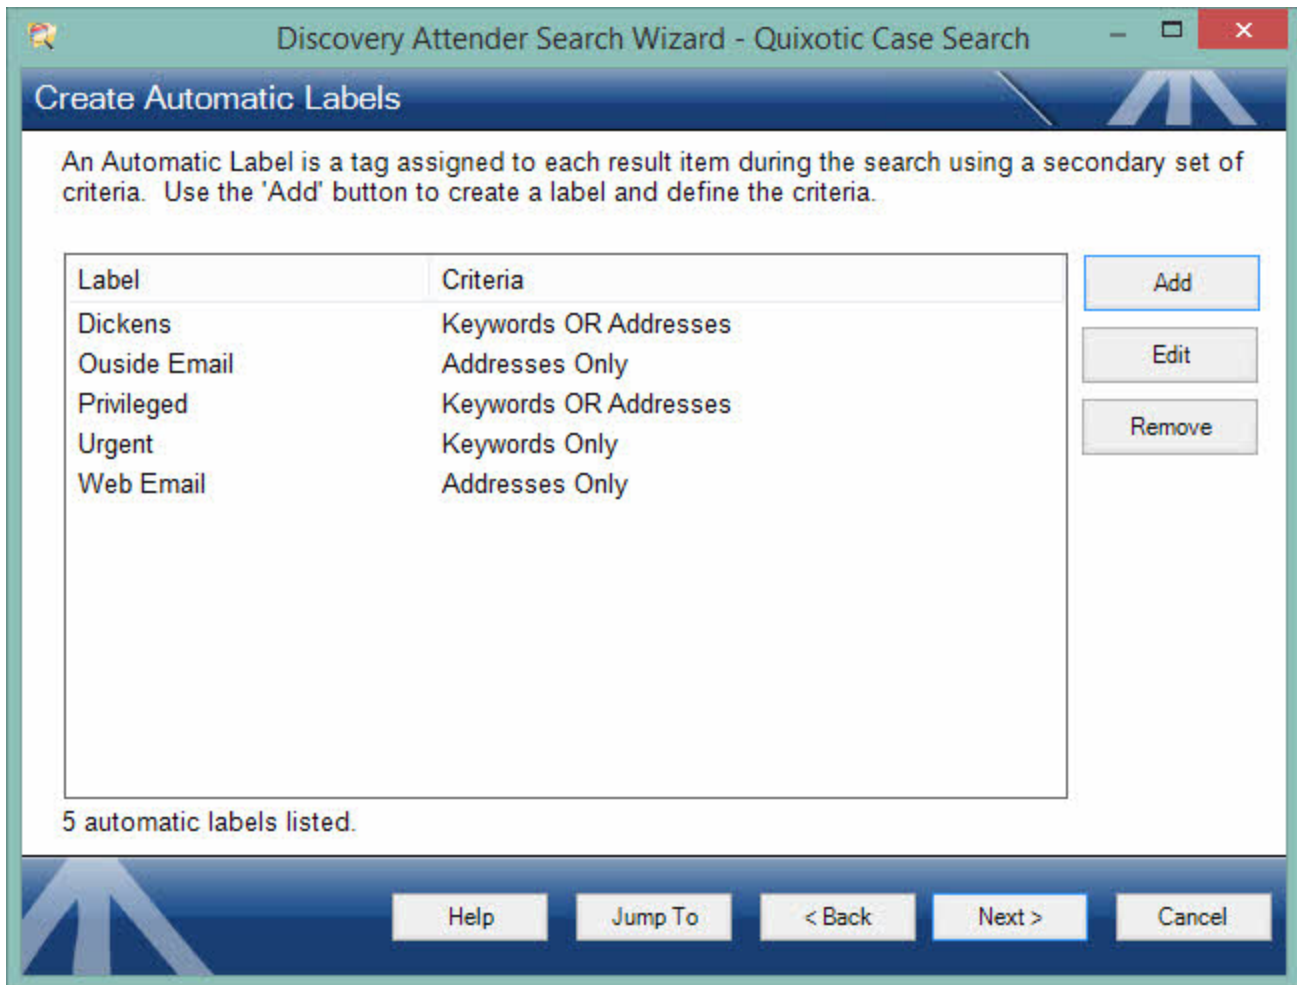 Discovery Attender Search Wizard - Quixotic Case Search
Create Automatic Labels
An Automatic Label is a tag assigned to each result item during the search using a secondary set of
criteria.  Use the 'Add' button to create a label and define the criteria.
Label Criteria
Dickens Keywords OR Addresses
Ouside Email Addresses Only
Privileged Keywords OR Addresses
Urgent Keywords Only
Web Email Addresses Only
Add
Edit
Remove
5 automatic labels listed.
Help Jump To < Back Next > Cancel